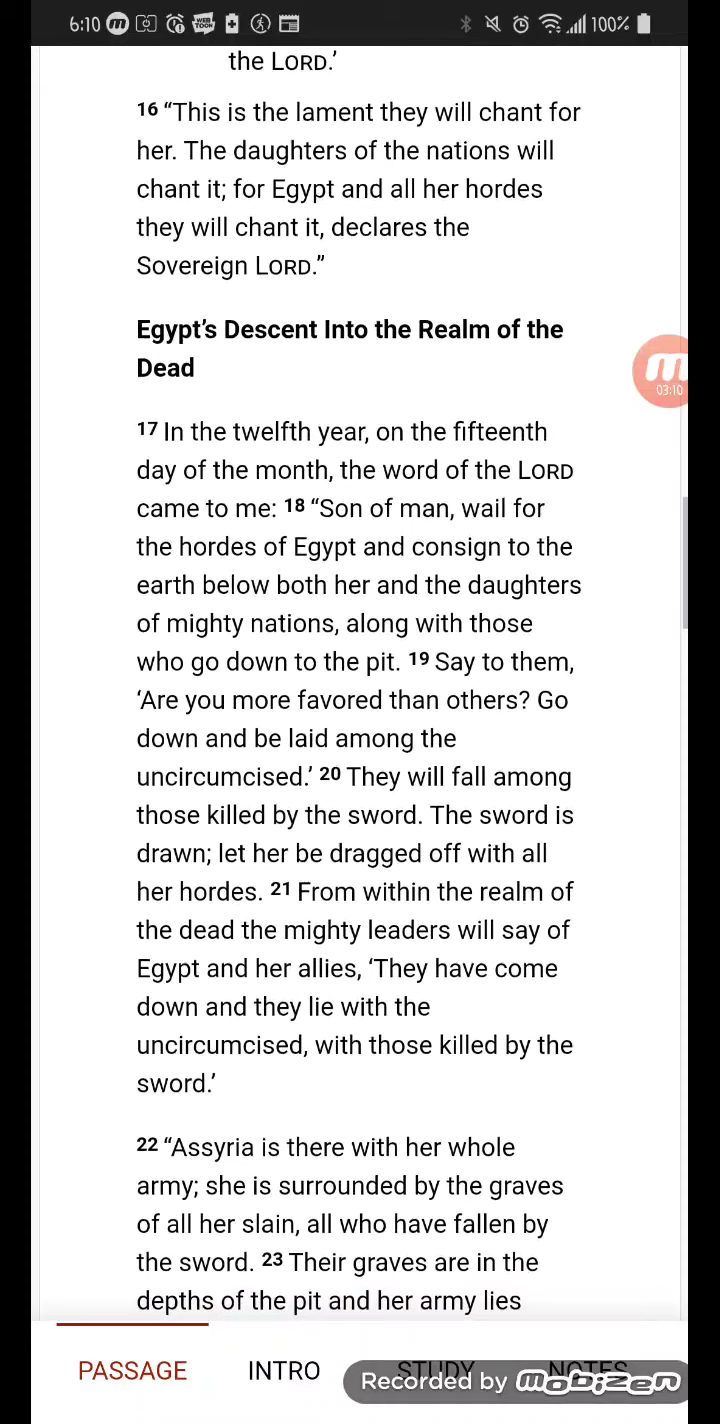 6:10 100%
the LORD.’
16 “This is the lament they will chant for
her. The daughters of the nations will
chant it; for Egypt and all her hordes
they will chant it, declares the
Sovereign LORD.”
Egypt’s Descent Into the Realm of the
Dead
03:10
17 In the twelfth year, on the fifteenth
day of the month, the word of the LORD
came to me: 18 “Son of man, wail for
the hordes of Egypt and consign to the
earth below both her and the daughters
of mighty nations, along with those
who go down to the pit. 19 Say to them,
‘Are you more favored than others? Go
down and be laid among the
uncircumcised.’ 20 They will fall among
those killed by the sword. The sword is
drawn; let her be dragged off with all
her hordes. 21 From within the realm of
the dead the mighty leaders will say of
Egypt and her allies, ‘They have come
down and they lie with the
uncircumcised, with those killed by the
sword.’
22 “Assyria is there with her whole
army; she is surrounded by the graves
of all her slain, all who have fallen by
the sword. 23 Their graves are in the
depths of the pit and her army lies
PASSAGE INTRO STUDY NOTES
Recorded by mobizen